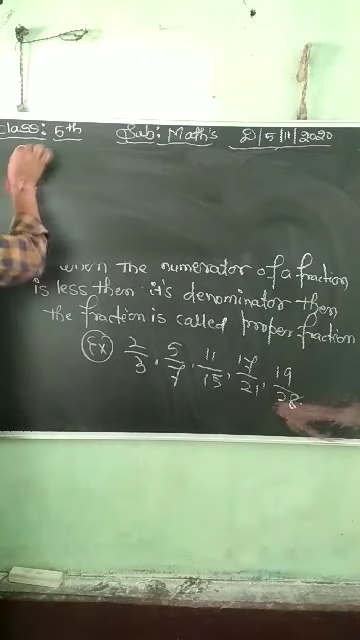 Class: 5th Sub: Math's D/5/11/2020
When the numerator of a fraction
is less then it's denominator then
the fraction is called proper fraction
Ex 2/3, 5/7, 11/15, 17/21, 19/28.